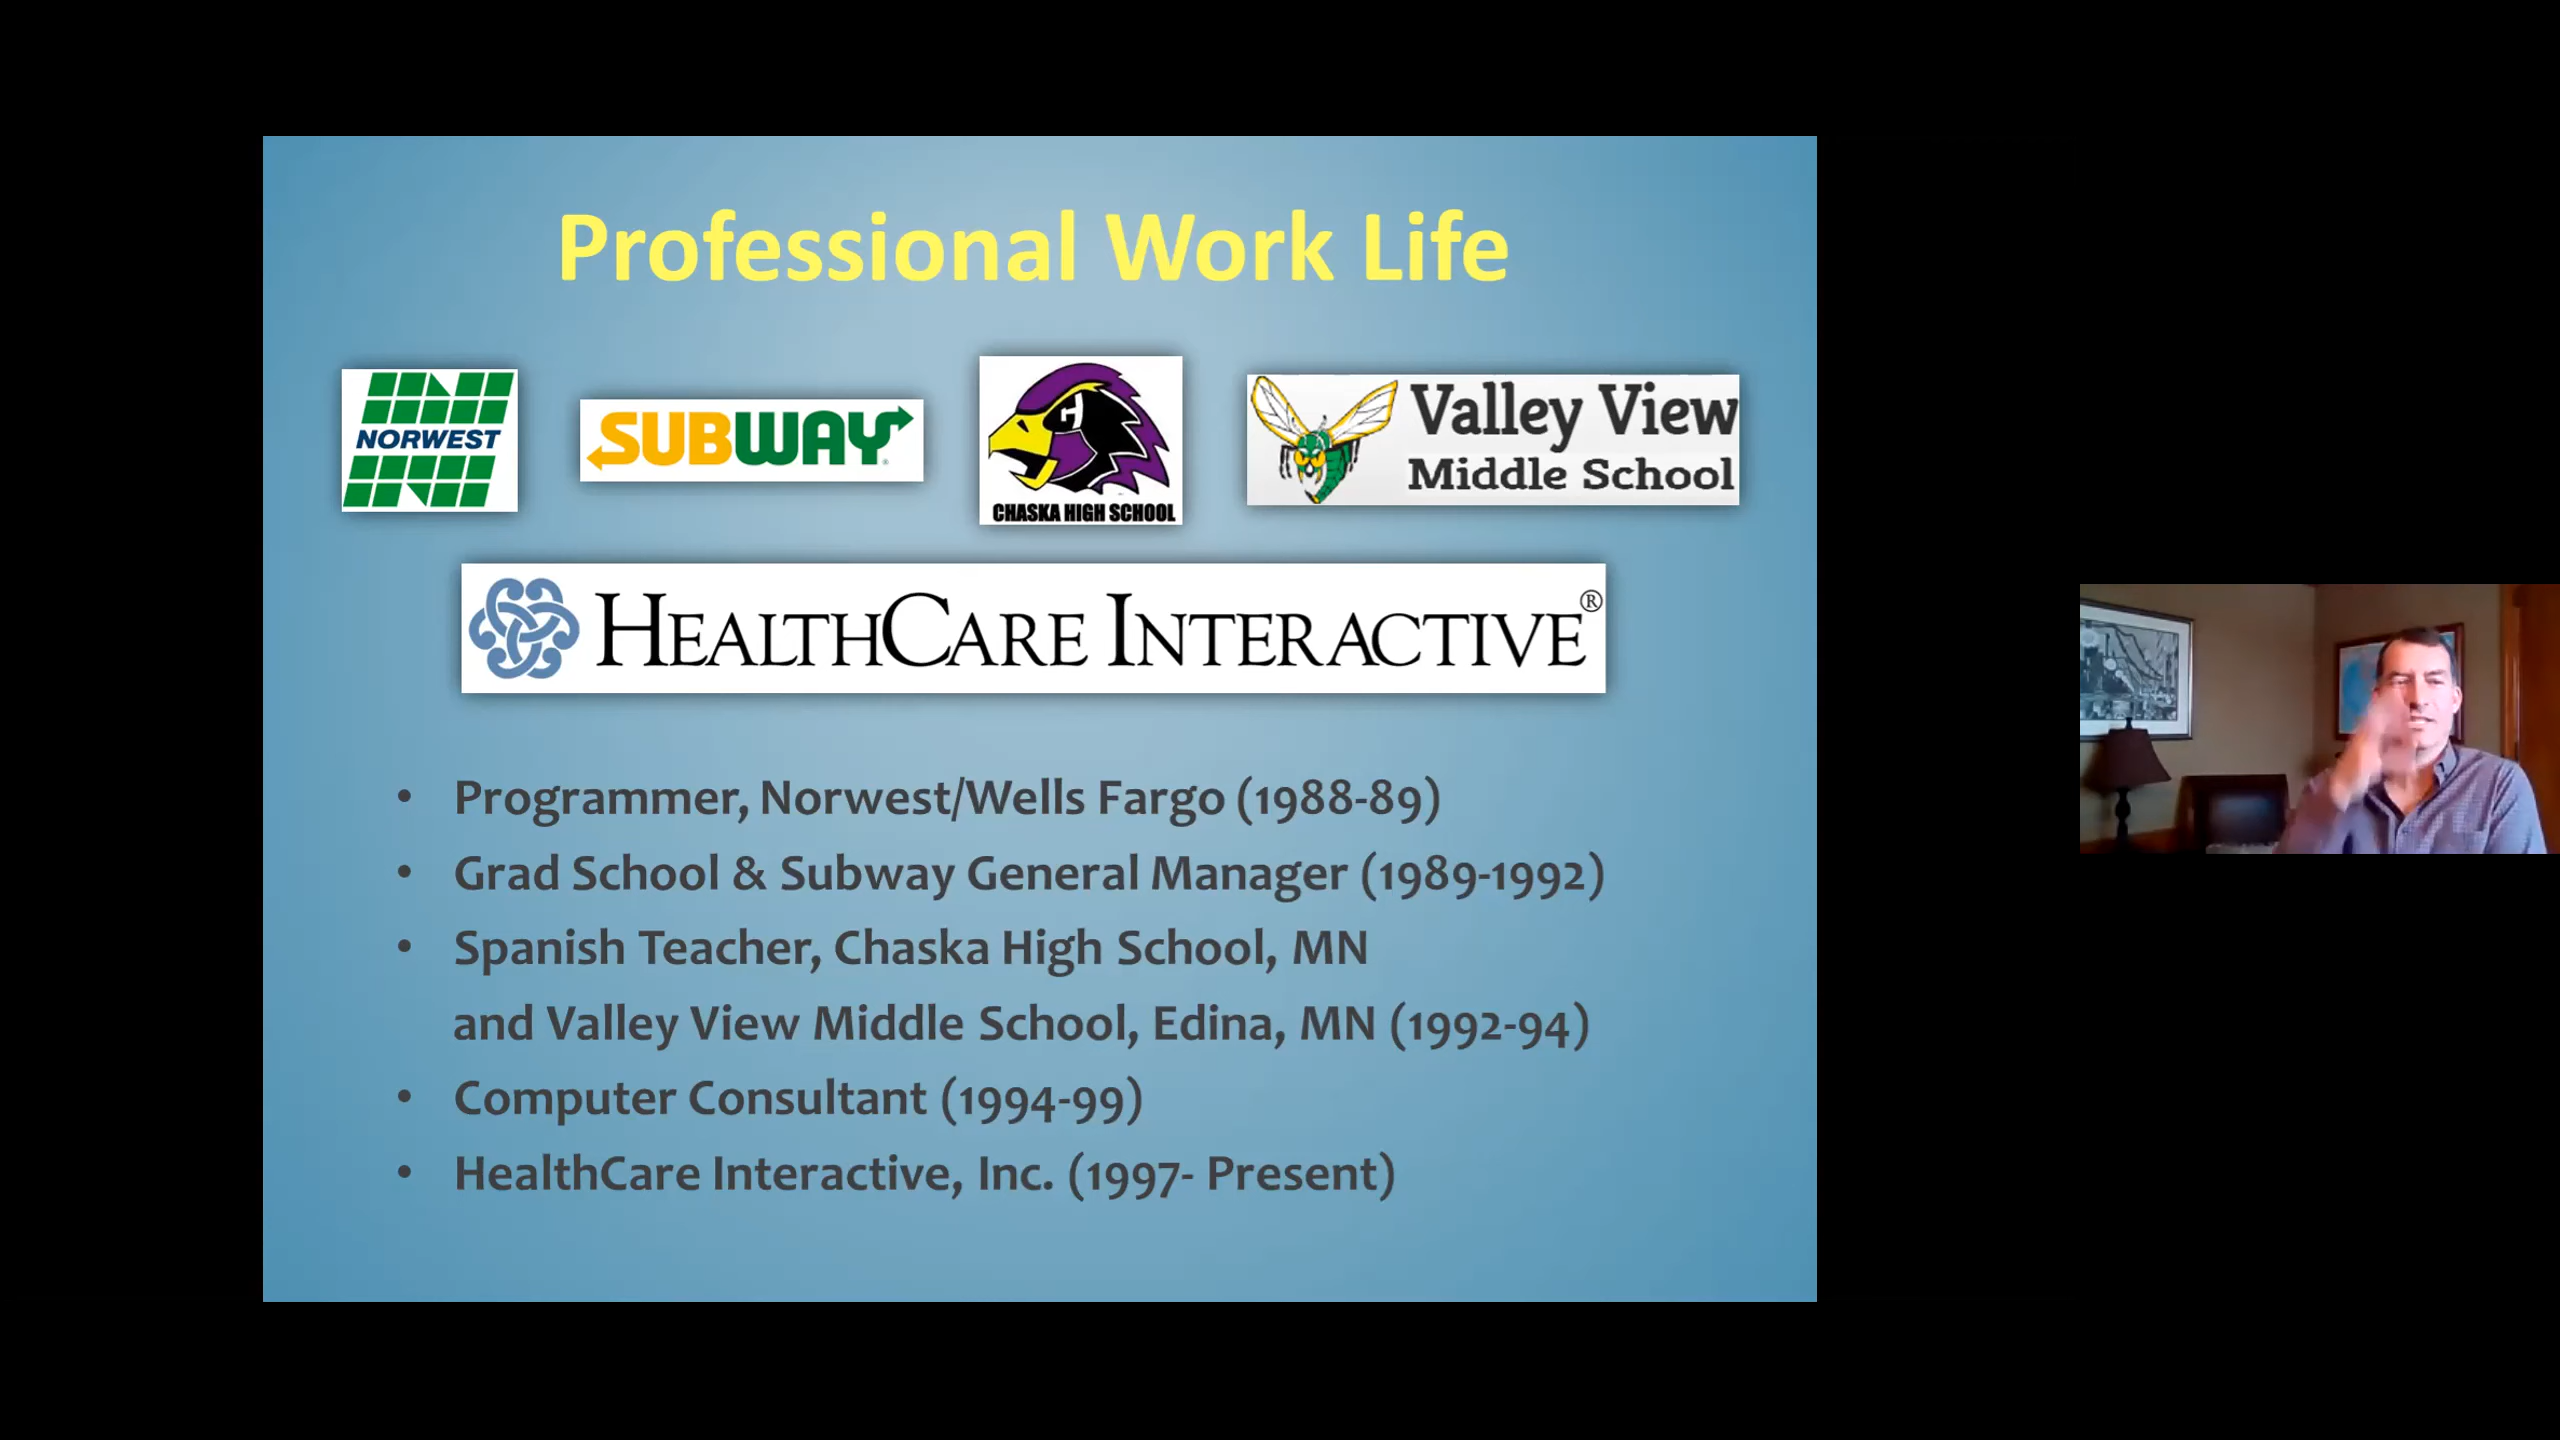 Professional Work Life
NORWEST
SUBWAY®
CHASKA HIGH SCHOOL
Valley View
Middle School
HEALTHCARE INTERACTIVE®
• Programmer, Norwest/Wells Fargo (1988-89)
• Grad School & Subway General Manager (1989-1992)
• Spanish Teacher, Chaska High School, MN
and Valley View Middle School, Edina, MN (1992-94)
• Computer Consultant (1994-99)
• HealthCare Interactive, Inc. (1997- Present)